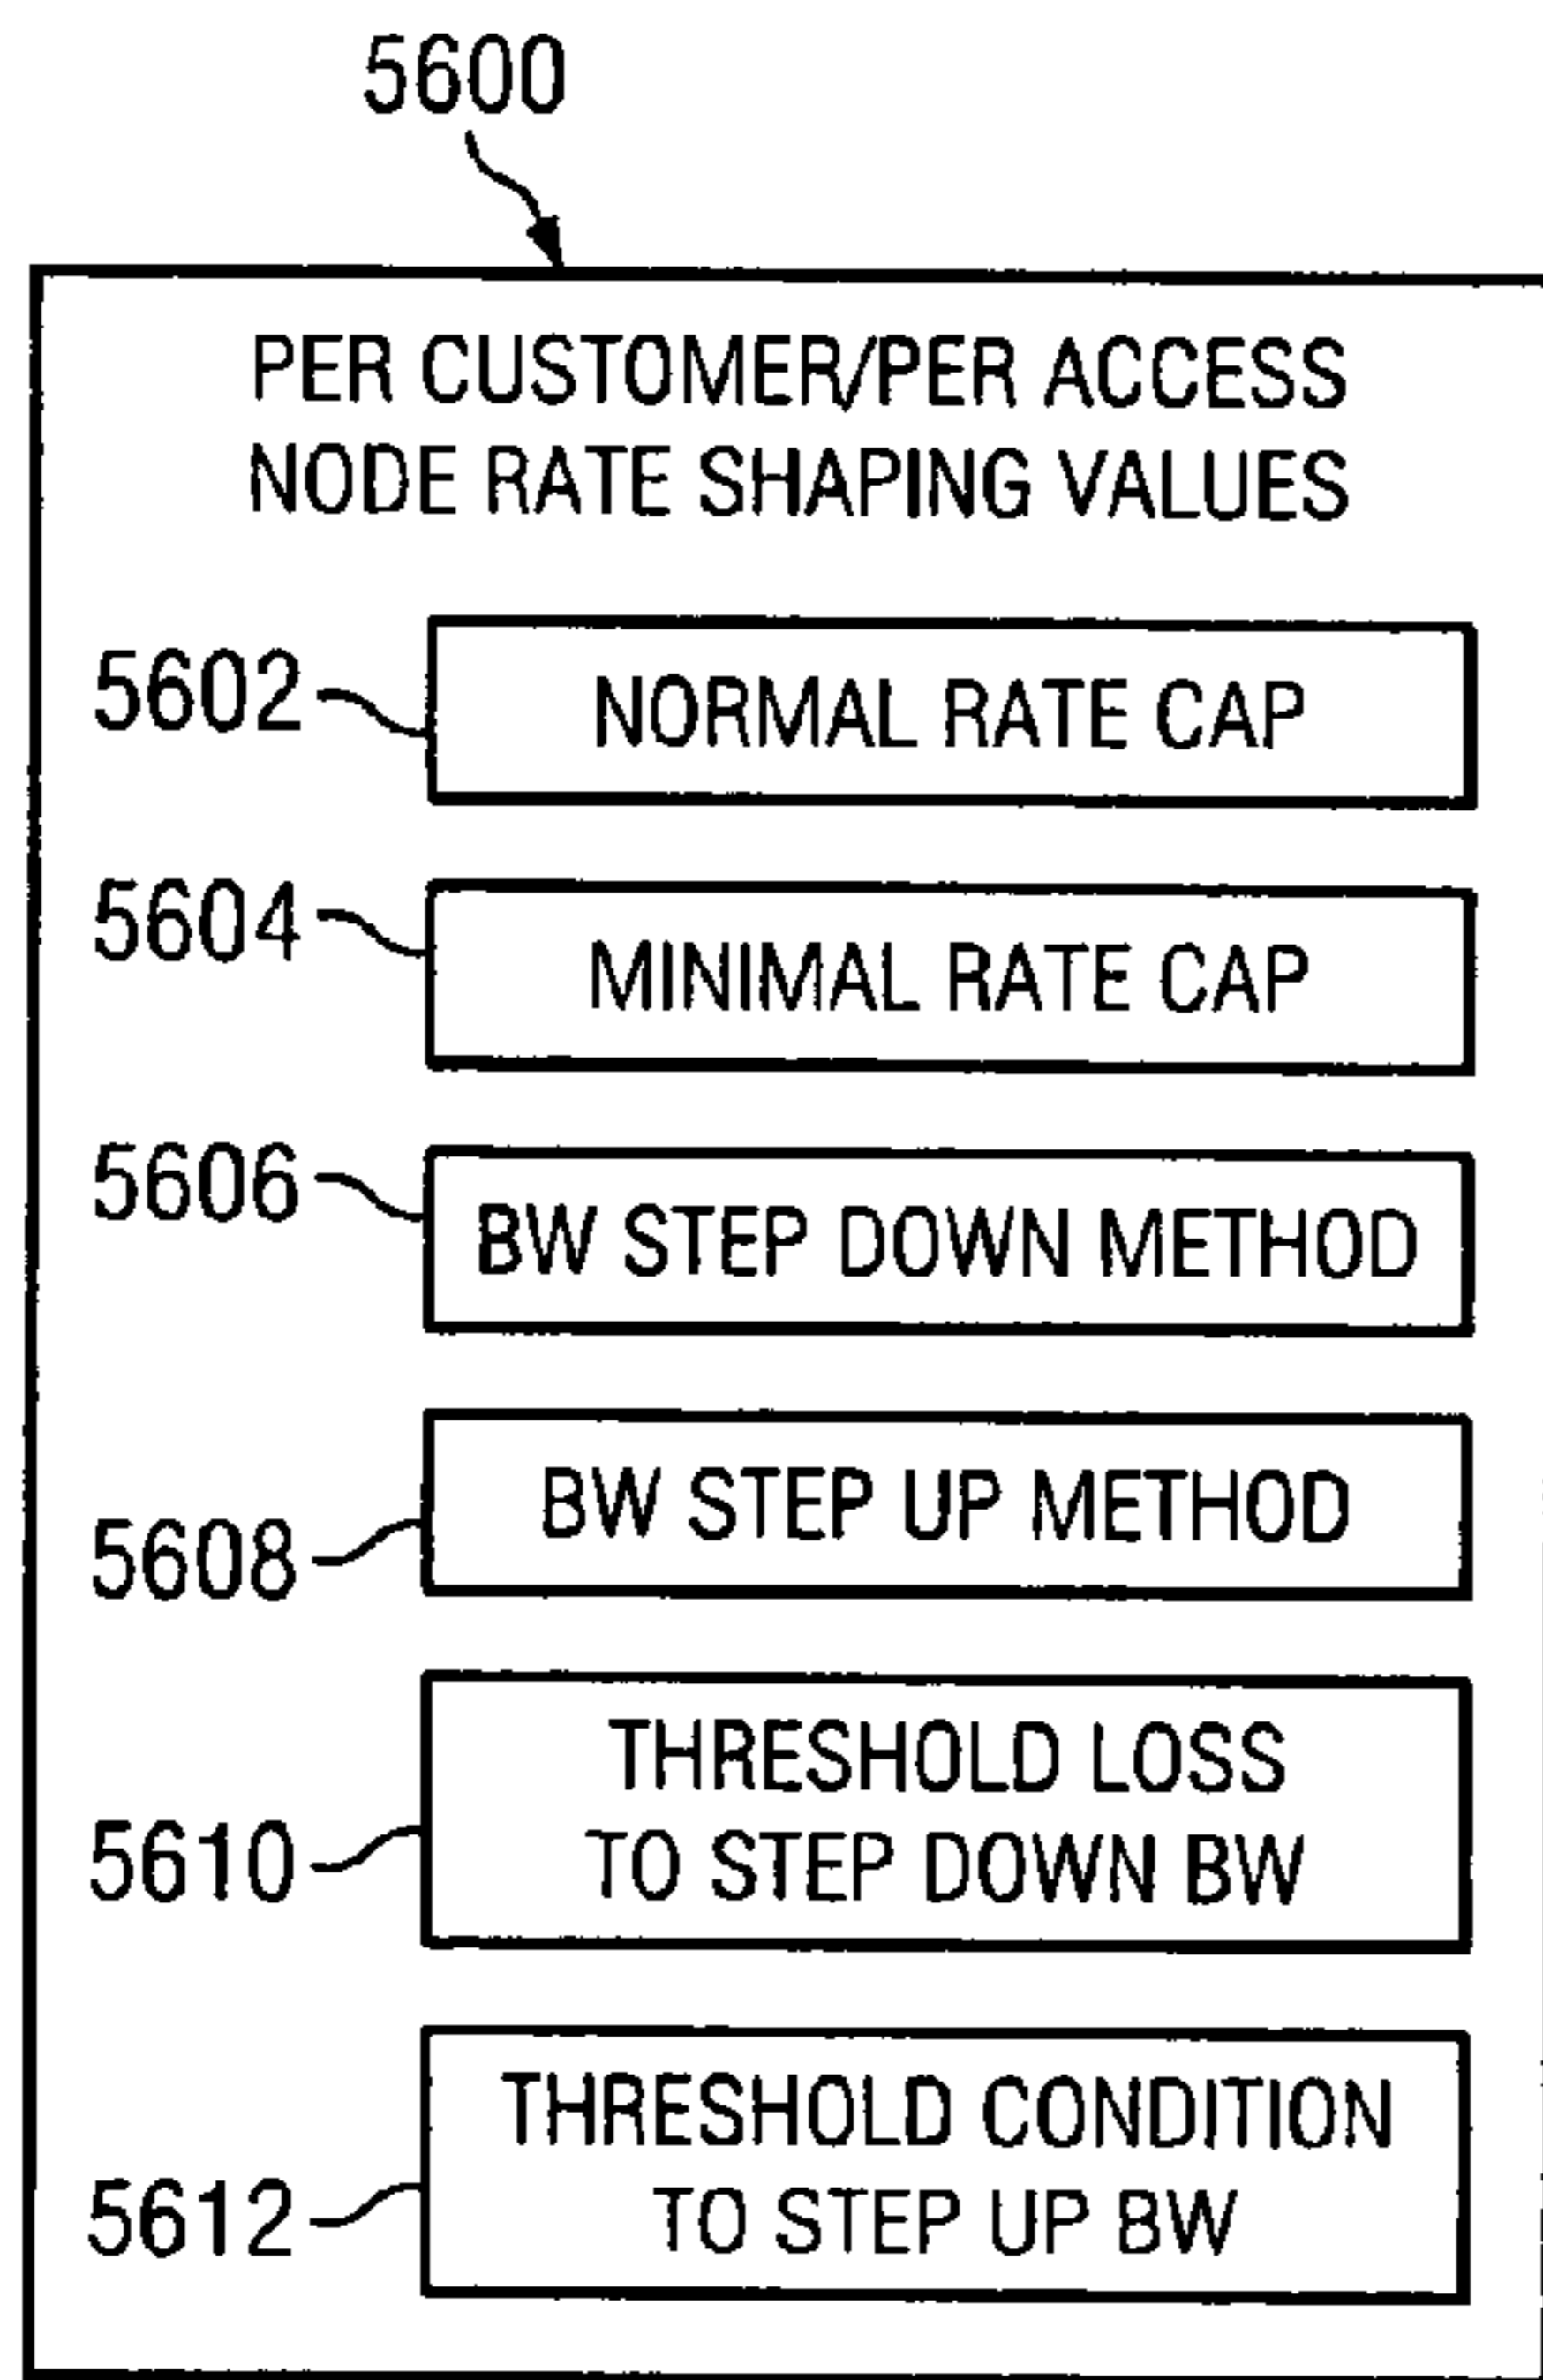 5600
PER CUSTOMER/PER ACCESS
NODE RATE SHAPING VALUES
5602
NORMAL RATE CAP
5604
MINIMAL RATE CAP
5606
BW STEP DOWN METHOD
5608
BW STEP UP METHOD
5610
THRESHOLD LOSS
TO STEP DOWN BW
5612
THRESHOLD CONDITION
TO STEP UP BW